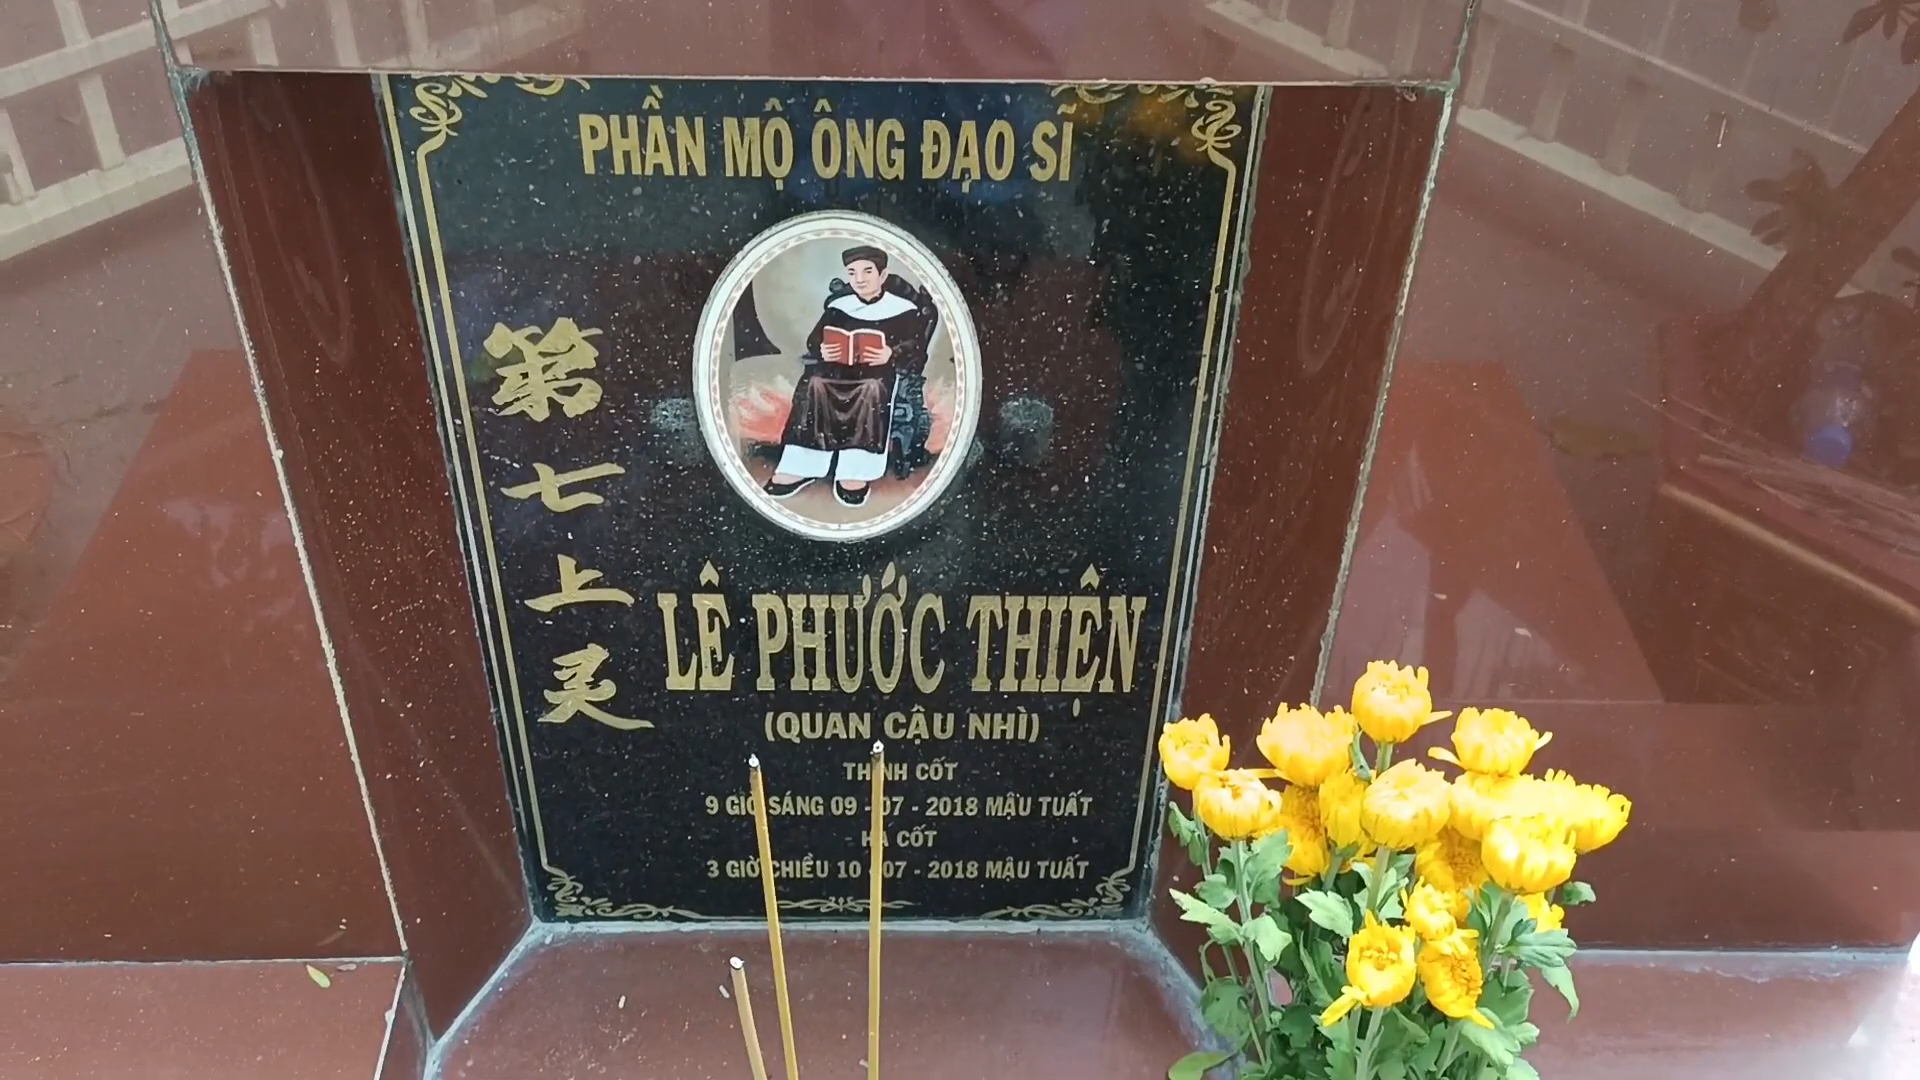 PHẦN MỘ ÔNG ĐẠO SĨ
第七上灵
LÊ PHƯỚC THIỆN
(QUAN CẬU NHÌ)
THỈNH CỐT
9 GIỜ SÁNG 09 - 07 - 2018 MẬU TUẤT
HẠ CỐT
3 GIỜ CHIỀU 10 - 07 - 2018 MẬU TUẤT